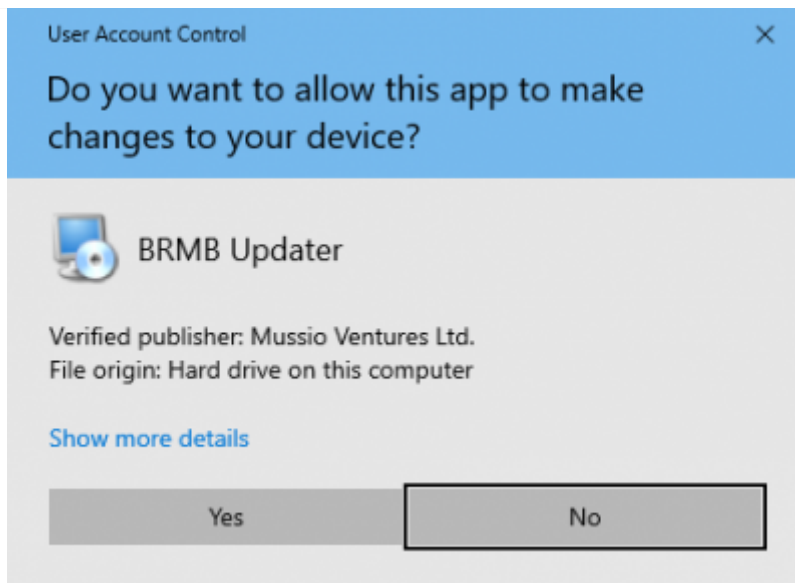 User Account Control
Do you want to allow this app to make
changes to your device?
BRMB Updater
Verified publisher: Mussio Ventures Ltd.
File origin: Hard drive on this computer
Show more details
Yes
No